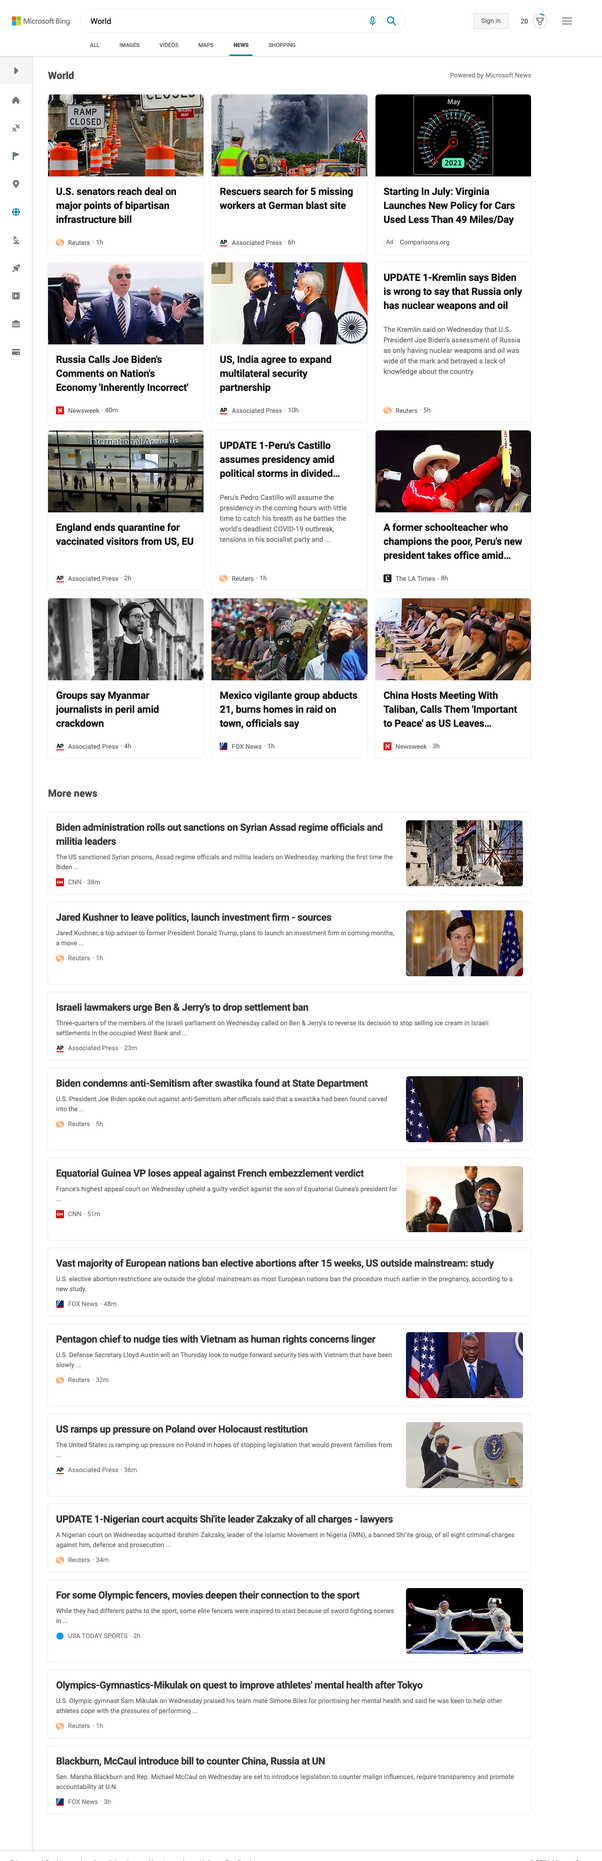 Microsoft Bing
World
Sign in
20
ALL
IMAGES
VIDEOS
MAPS
NEWS
SHOPPING
World
Powered by Microsoft News
RAMP
CLOSED
CLOSED
MAY
May
2021
U.S. senators reach deal on
major points of bipartisan
infrastructure bill
Reuters · 1h
Rescuers search for 5 missing
workers at German blast site
AP Associated Press · 6h
Starting In July: Virginia
Launches New Policy for Cars
Used Less Than 49 Miles/Day
Ad Comparisons.org
Russia Calls Joe Biden's
Comments on Nation's
Economy 'Inherently Incorrect'
N Newsweek · 40m
US, India agree to expand
multilateral security
partnership
AP Associated Press · 10h
UPDATE 1-Kremlin says Biden
is wrong to say that Russia only
has nuclear weapons and oil
The Kremlin said on Wednesday that U.S.
President Joe Biden's assessment of Russia
as only having nuclear weapons and oil was
wide of the mark and betrayed a lack of
knowledge about the country.
Reuters · 5h
International Arrivals
England ends quarantine for
vaccinated visitors from US, EU
AP Associated Press · 2h
UPDATE 1-Peru's Castillo
assumes presidency amid
political storms in divided...
Peru's Pedro Castillo will assume the
presidency in the coming hours with little
time to catch his breath as he battles the
world's deadliest COVID-19 outbreak,
tensions in his socialist party and ...
Reuters · 1h
A former schoolteacher who
champions the poor, Peru's new
president takes office amid...
The LA Times · 8h
Groups say Myanmar
journalists in peril amid
crackdown
AP Associated Press · 4h
Mexico vigilante group abducts
21, burns homes in raid on
town, officials say
FOX News · 1h
China Hosts Meeting With
Taliban, Calls Them 'Important
to Peace' as US Leaves...
N Newsweek · 3h
More news
Biden administration rolls out sanctions on Syrian Assad regime officials and
militia leaders
The US sanctioned Syrian prisons, Assad regime officials and militia leaders on Wednesday, marking the first time the
Biden ...
CNN CNN · 38m
Jared Kushner to leave politics, launch investment firm - sources
Jared Kushner, a top adviser to former President Donald Trump, plans to launch an investment firm in coming months,
a move ...
Reuters · 1h
Israeli lawmakers urge Ben & Jerry's to drop settlement ban
Three-quarters of the members of the Israeli parliament on Wednesday called on Ben & Jerry's to reverse its decision to stop selling ice cream in Israeli
settlements in the occupied West Bank and ...
AP Associated Press · 23m
Biden condemns anti-Semitism after swastika found at State Department
U.S. President Joe Biden spoke out against anti-Semitism after officials said that a swastika had been found carved
into the ...
Reuters · 5h
Equatorial Guinea VP loses appeal against French embezzlement verdict
France's highest appeal court on Wednesday upheld a guilty verdict against the son of Equatorial Guinea's president for
...
CNN CNN · 51m
Vast majority of European nations ban elective abortions after 15 weeks, US outside mainstream: study
U.S. elective abortion restrictions are outside the global mainstream as most European nations ban the procedure much earlier in the pregnancy, according to a
new study.
FOX News · 48m
Pentagon chief to nudge ties with Vietnam as human rights concerns linger
U.S. Defense Secretary Lloyd Austin will on Thursday look to nudge forward security ties with Vietnam that have been
slowly ...
Reuters · 32m
US ramps up pressure on Poland over Holocaust restitution
The United States is ramping up pressure on Poland in hopes of stopping legislation that would prevent families from
...
AP Associated Press · 36m
UPDATE 1-Nigerian court acquits Shi'ite leader Zakzaky of all charges - lawyers
A Nigerian court on Wednesday acquitted Ibrahim Zakzaky, leader of the Islamic Movement in Nigeria (IMN), a banned Shi'ite group, of all eight criminal charges
against him, defence and prosecution ...
Reuters · 34m
For some Olympic fencers, movies deepen their connection to the sport
While they had different paths to the sport, some elite fencers were inspired to start because of sword fighting scenes
in ...
USA TODAY SPORTS · 2h
Olympics-Gymnastics-Mikulak on quest to improve athletes' mental health after Tokyo
U.S. Olympic gymnast Sam Mikulak on Wednesday praised his team mate Simone Biles for prioritising her mental health and said he was keen to help other
athletes cope with the pressures of performing ...
Reuters · 1h
Blackburn, McCaul introduce bill to counter China, Russia at UN
Sen. Marsha Blackburn and Rep. Michael McCaul on Wednesday are set to introduce legislation to counter malign influences, require transparency and promote
accountability at U.N.
FOX News · 3h